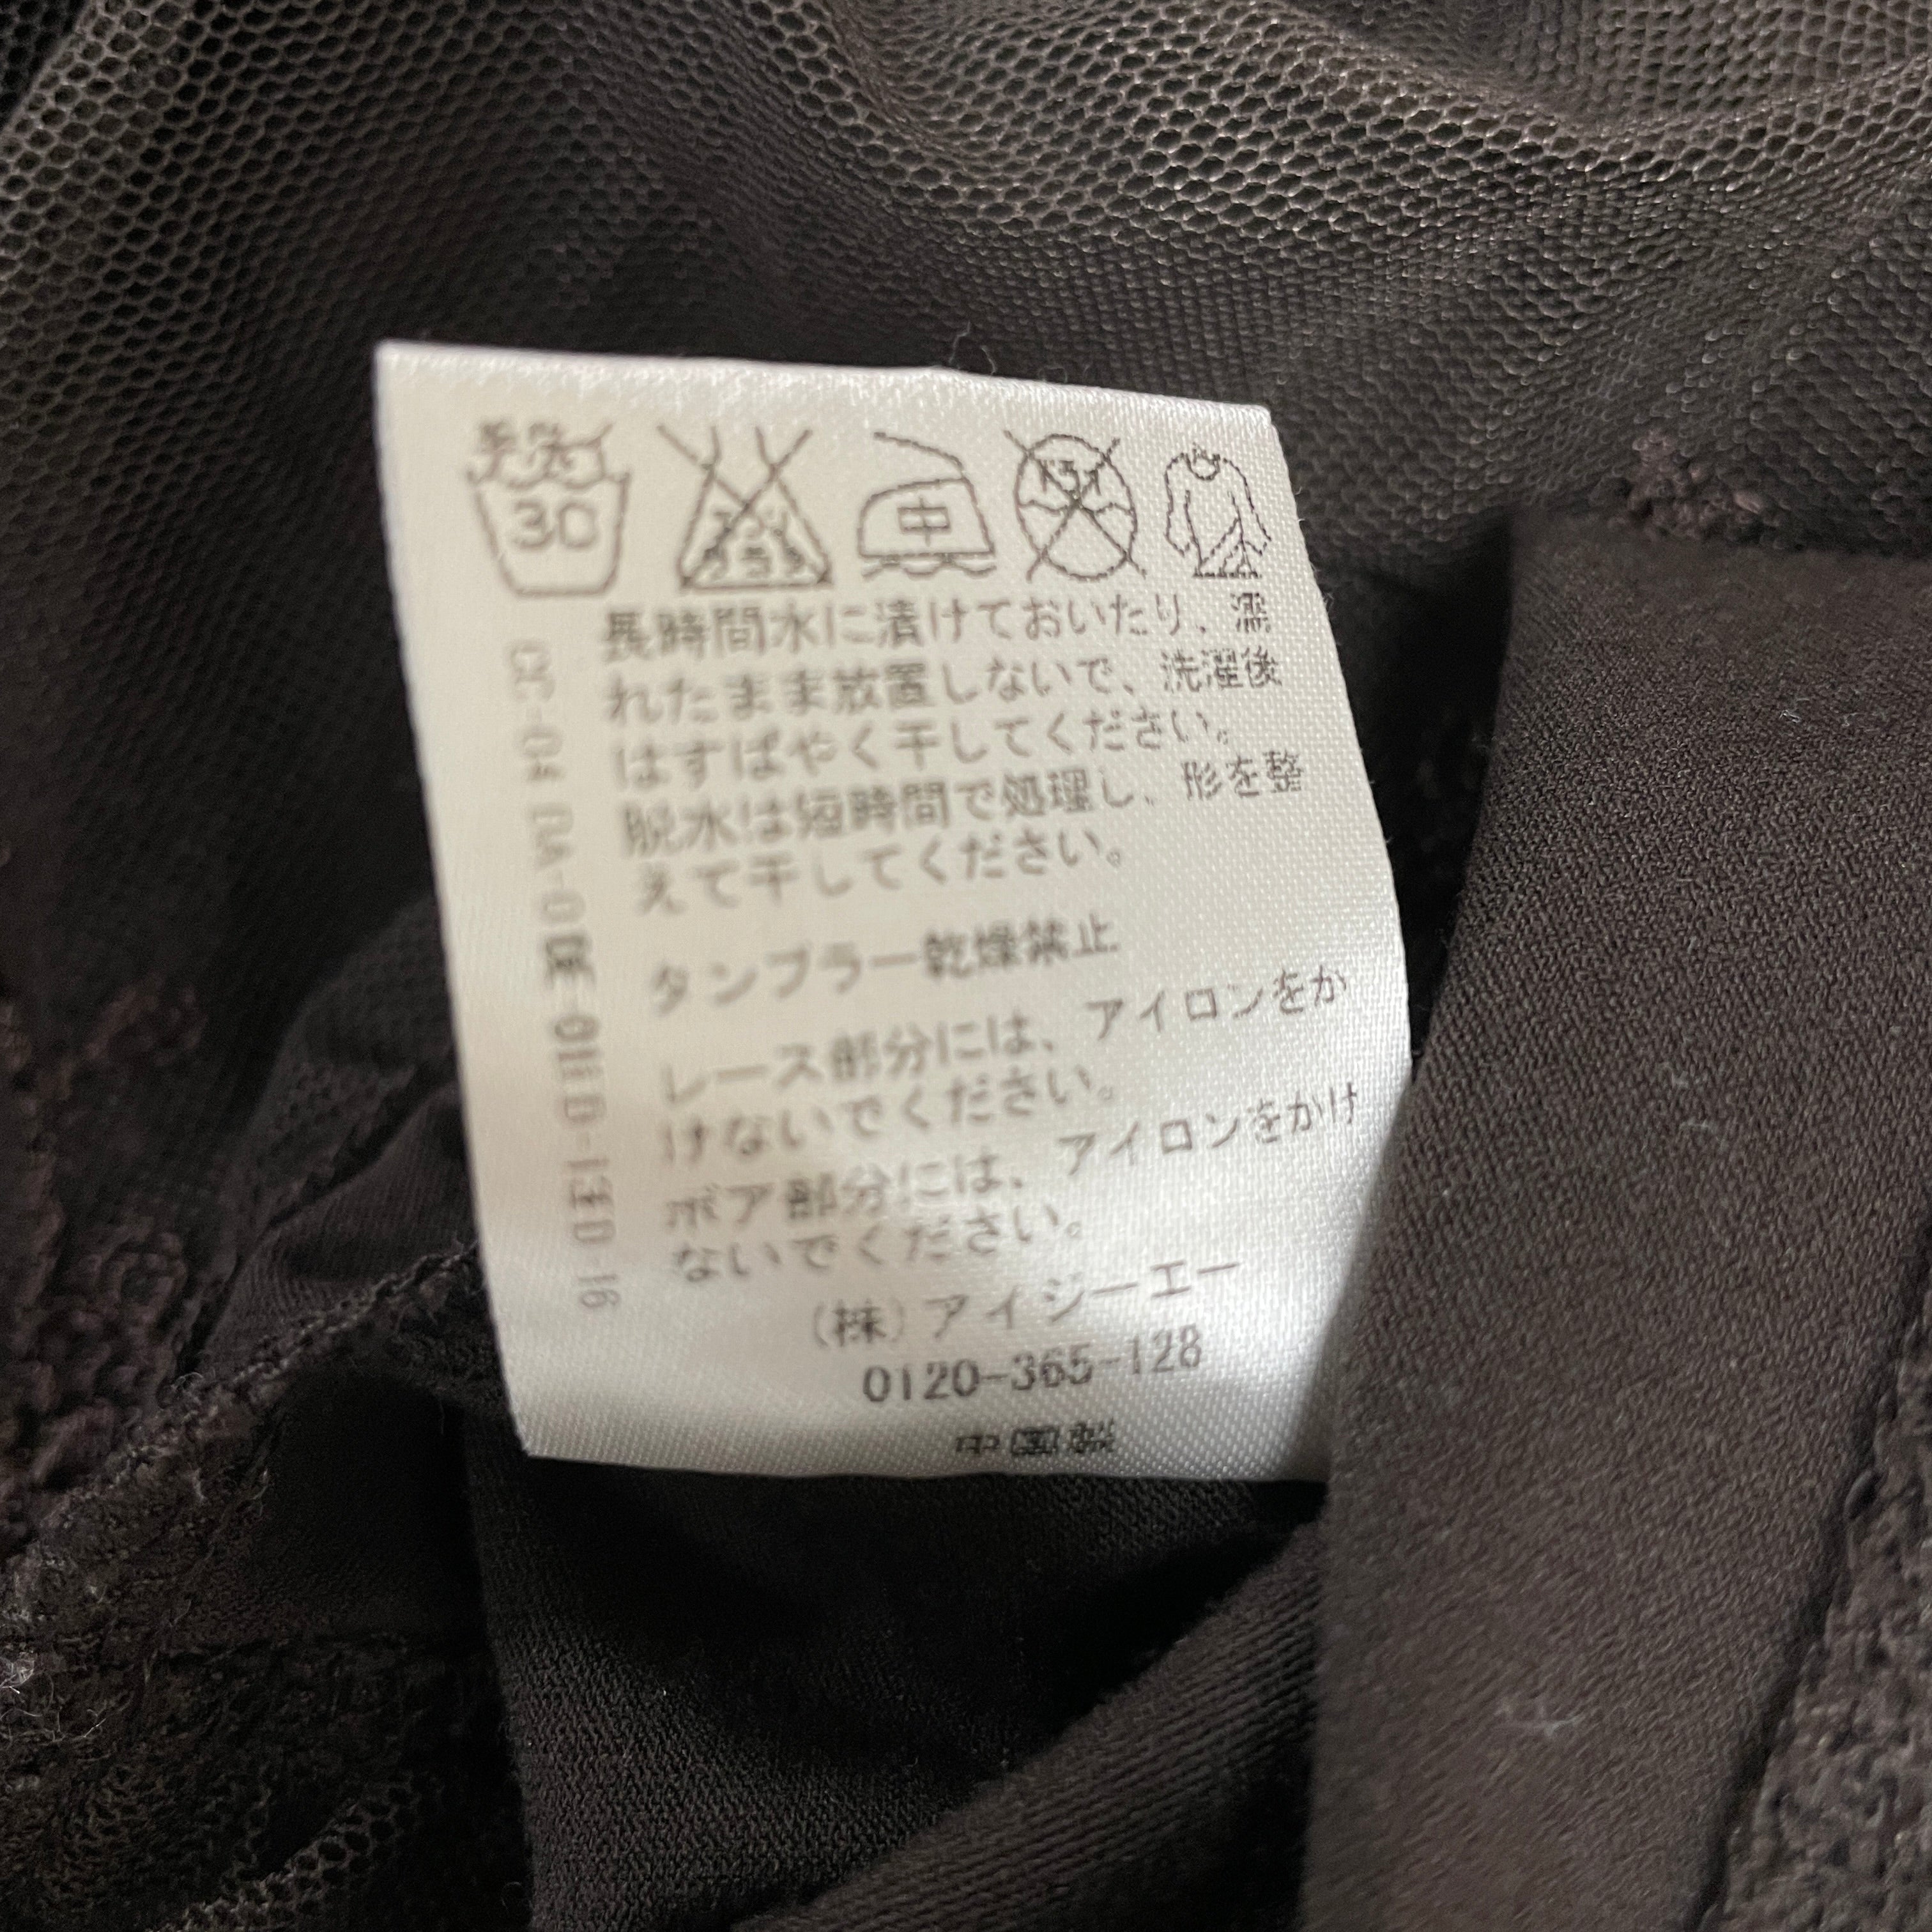 手洗
30
中
長時間水に漬けておいたり、濡
れたまま放置しないで、洗濯後
はすばやく干してください。
脱水は短時間で処理し、形を整
えて干してください。
タンブラー乾燥禁止
レース部分には、アイロンをか
けないでください。
ボア部分には、アイロンをかけ
ないでください。
(株)アイジーエー
0120-365-128
中国製